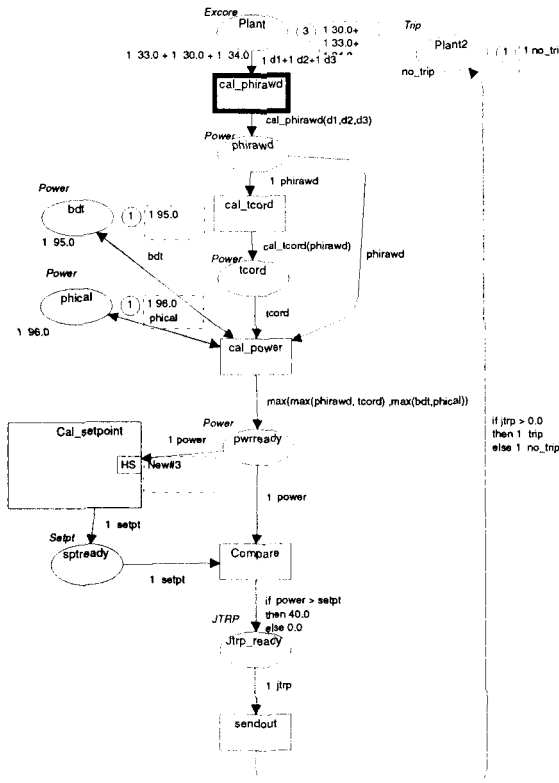 Excore
Plant
3
1 30.0+
1 33.0+
1 33.0 + 1 30.0 + 1 34.0
1 d1+1 d2+1 d3
Trip
Plant2
1
1 no_trip
no_trip
cal_phirawd
cal_phirawd(d1,d2,d3)
Power
phirawd
1 phirawd
Power
bdt
1
1 95.0
1 95.0
bdt
cal_tcord
cal_tcord(phirawd)
Power
tcord
phirawd
Power
phical
1
1 96.0
phical
1 96.0
tcord
cal_power
max(max(phirawd, tcord) ,max(bdt,phical))
if jtrp > 0.0
then 1 trip
else 1 no_trip
Cal_setpoint
Power
pwrready
1 power
HS
New#3
1 power
1 setpt
Setpt
sptready
1 setpt
Compare
if power > setpt
then 40.0
else 0.0
JTRP
Jtrp_ready
1 jtrp
sendout